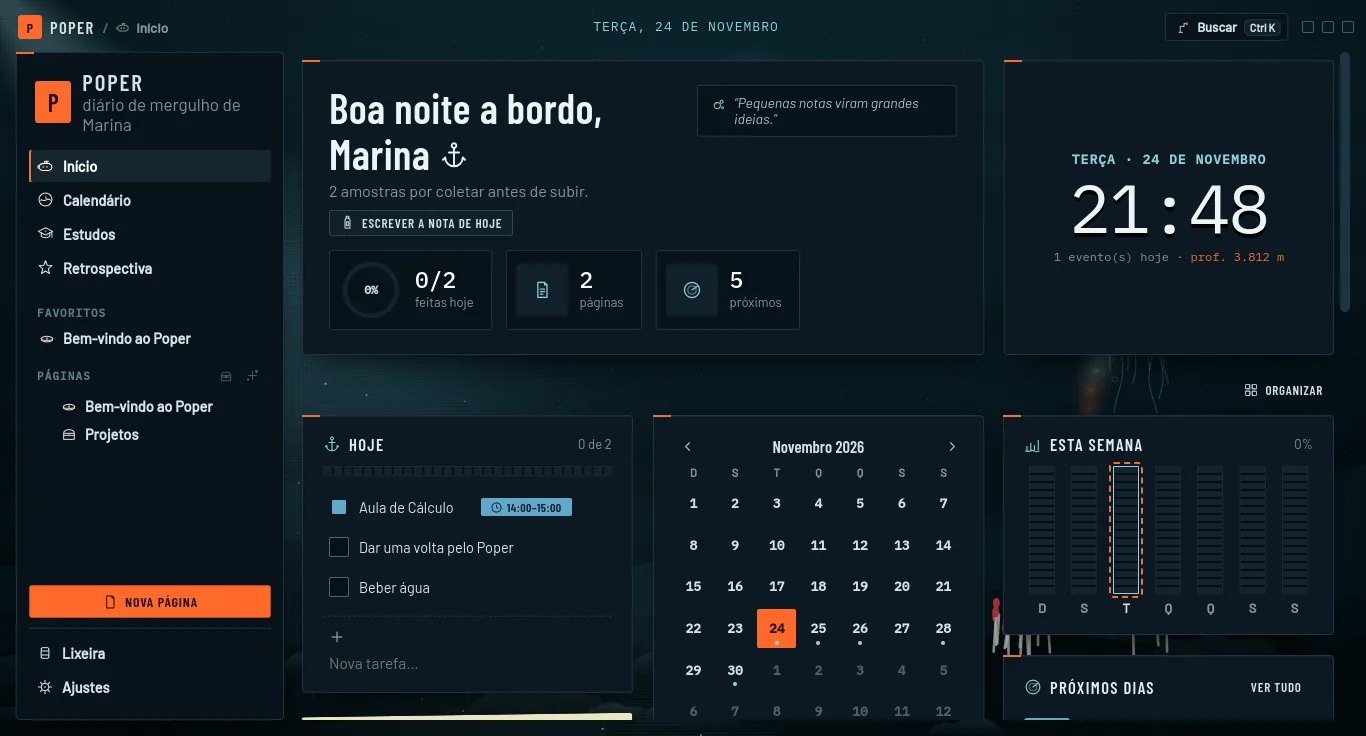 P POPER / Início
TERÇA, 24 DE NOVEMBRO
Buscar Ctrl K
P
POPER
diário de mergulho de
Marina
Início
Calendário
Estudos
Retrospectiva
FAVORITOS
Bem-vindo ao Poper
PÁGINAS
Bem-vindo ao Poper
Projetos
NOVA PÁGINA
Lixeira
Ajustes
Boa noite a bordo,
Marina
"Pequenas notas viram grandes
ideias."
2 amostras por coletar antes de subir.
ESCREVER A NOTA DE HOJE
0%
0/2
feitas hoje
2
páginas
5
próximos
TERÇA · 24 DE NOVEMBRO
21:48
1 evento(s) hoje · prof. 3.812 m
ORGANIZAR
HOJE
0 de 2
Aula de Cálculo 14:00–15:00
Dar uma volta pelo Poper
Beber água
+
Nova tarefa...
Novembro 2026
D S T Q Q S S
1 2 3 4 5 6 7
8 9 10 11 12 13 14
15 16 17 18 19 20 21
22 23 24 25 26 27 28
29 30 1 2 3 4 5
6 7 8 9 10 11 12
ESTA SEMANA
0%
D S T Q Q S S
PRÓXIMOS DIAS
VER TUDO